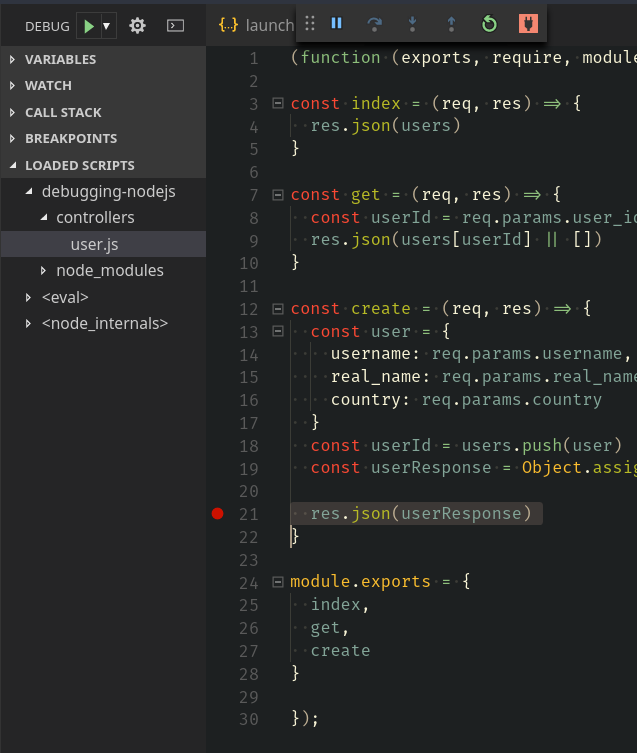 DEBUG
{..} launch
VARIABLES
WATCH
CALL STACK
BREAKPOINTS
LOADED SCRIPTS
debugging-nodejs
controllers
user.js
node_modules
<eval>
<node_internals>
1 (function (exports, require, modul
2
3 const index = (req, res) => {
4 res.json(users)
5 }
6
7 const get = (req, res) => {
8 const userId = req.params.user_id
9 res.json(users[userId] || [])
10 }
11
12 const create = (req, res) => {
13 const user = {
14 username: req.params.username,
15 real_name: req.params.real_name
16 country: req.params.country
17 }
18 const userId = users.push(user)
19 const userResponse = Object.assig
20
21 res.json(userResponse)
22 }
23
24 module.exports = {
25 index,
26 get,
27 create
28 }
29
30 });